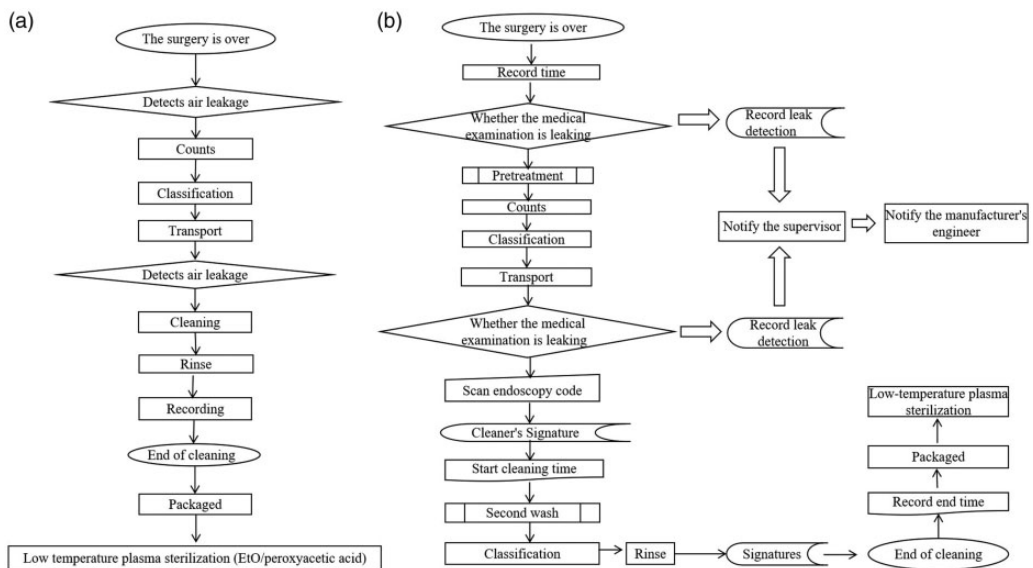 (a)
The surgery is over
Detects air leakage
Counts
Classification
Transport
Detects air leakage
Cleaning
Rinse
Recording
End of cleaning
Packaged
Low temperature plasma sterilization (EtO/peroxyacetic acid)
(b)
The surgery is over
Record time
Whether the medical
examination is leaking
Record leak
detection
Pretreatment
Counts
Classification
Transport
Notify the supervisor
Notify the manufacturer's
engineer
Whether the medical
examination is leaking
Record leak
detection
Scan endoscopy code
Cleaner's Signature
Start cleaning time
Second wash
Classification
Rinse
Signatures
End of cleaning
Record end time
Packaged
Low-temperature plasma
sterilization